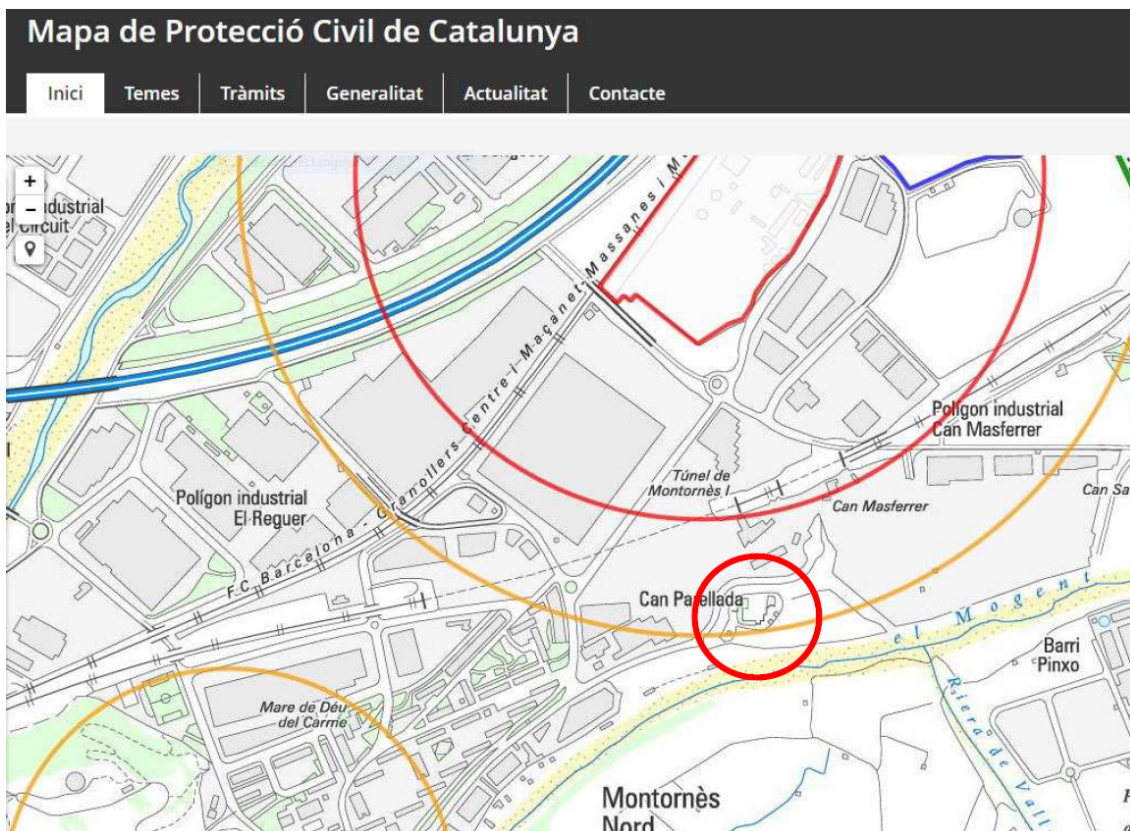 Mapa de Protecció Civil de Catalunya
Inici
Temes
Tràmits
Generalitat
Actualitat
Contacte
+
−
industrial
el Circuit
F.C. Barcelona - Granollers Centre i Maçanet-Massanes i M
Polígon industrial
Can Masferrer
Túnel de
Montornès I
Can Masferrer
Can Sa
Polígon industrial
El Reguer
Can Parellada
el Mogent
Barri
Pinxo
Riera de Vall
Mare de Déu
del Carme
Montornès
Nord